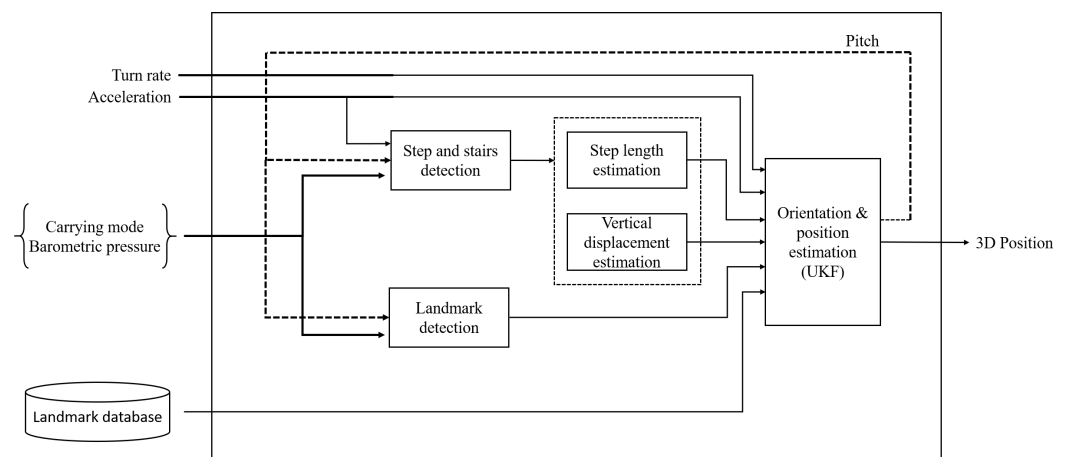 Pitch
Turn rate
Acceleration
Step and stairs
detection
Step length
estimation
Carrying mode
Barometric pressure
Vertical
displacement
estimation
Orientation &
position
estimation
(UKF)
3D Position
Landmark
detection
Landmark database